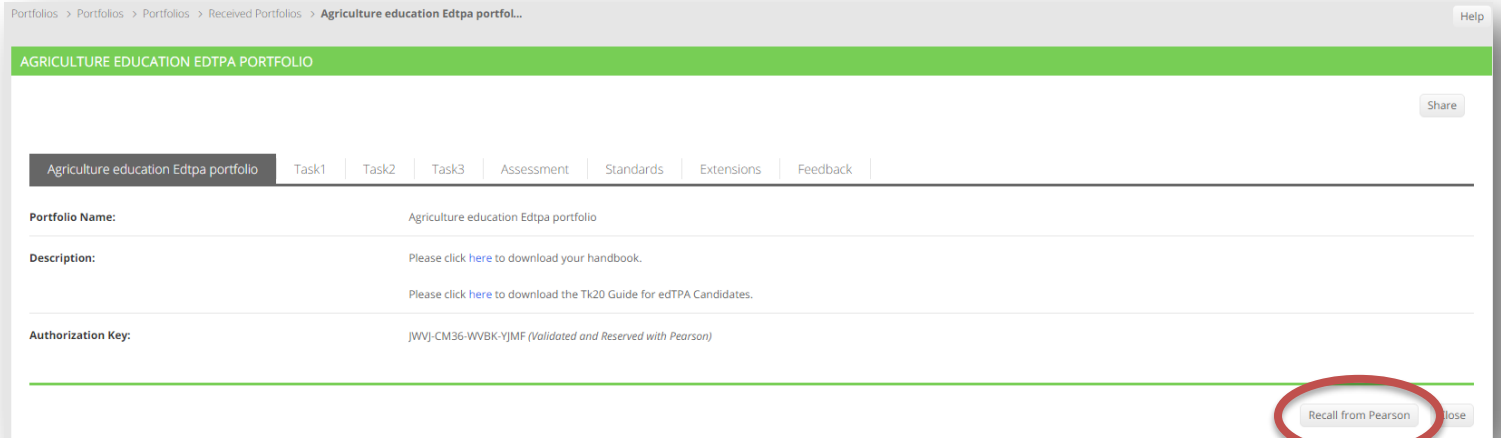 Portfolios > Portfolios > Portfolios > Received Portfolios > Agriculture education Edtpa portfol...
Help
AGRICULTURE EDUCATION EDTPA PORTFOLIO
Share
Agriculture education Edtpa portfolio Task1 Task2 Task3 Assessment Standards Extensions Feedback
Portfolio Name: Agriculture education Edtpa portfolio
Description: Please click here to download your handbook.
Please click here to download the Tk20 Guide for edTPA Candidates.
Authorization Key: JWVJ-CM36-WVBK-YJMF (Validated and Reserved with Pearson)
Recall from Pearson lose